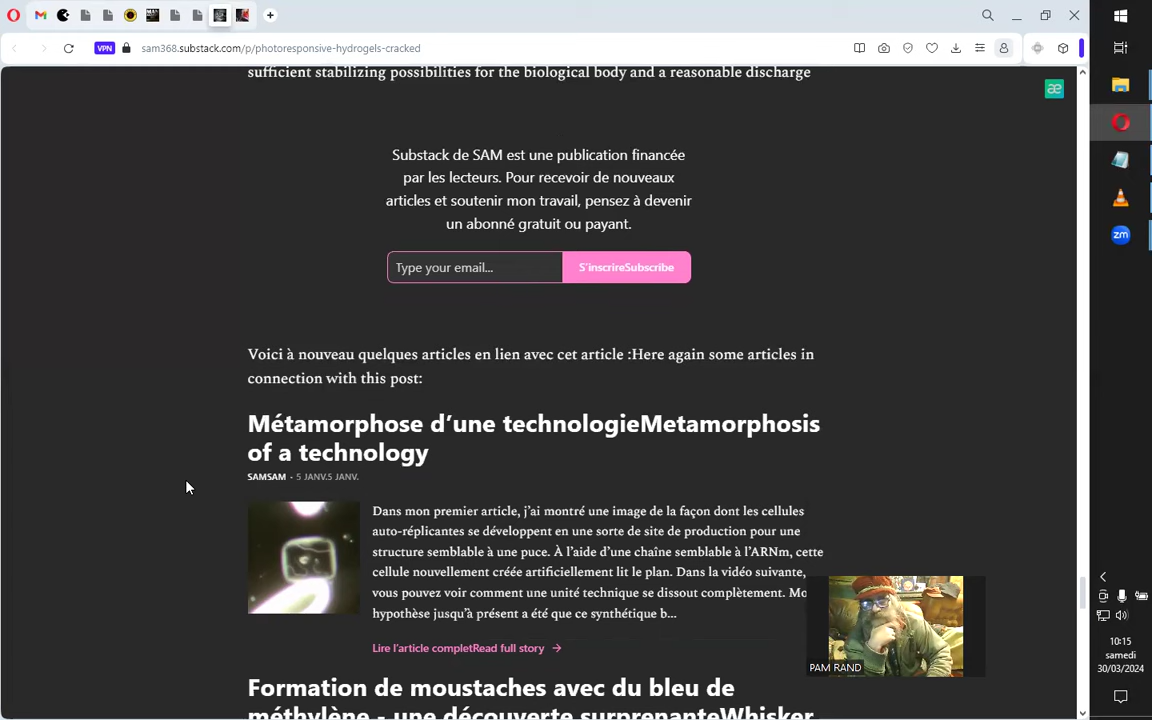 sam368.substack.com/p/photoresponsive-hydrogels-cracked
VPN
sufficient stabilizing possibilities for the biological body and a reasonable discharge
æ
Substack de SAM est une publication financée
par les lecteurs. Pour recevoir de nouveaux
articles et soutenir mon travail, pensez à devenir
un abonné gratuit ou payant.
Type your email...
S'inscrireSubscribe
Voici à nouveau quelques articles en lien avec cet article :Here again some articles in
connection with this post:
Métamorphose d'une technologieMetamorphosis
of a technology
SAMSAM · 5 JANV.5 JANV.
Dans mon premier article, j'ai montré une image de la façon dont les cellules
auto-réplicantes se développent en une sorte de site de production pour une
structure semblable à une puce. À l'aide d'une chaîne semblable à l'ARNm, cette
cellule nouvellement créée artificiellement lit le plan. Dans la vidéo suivante,
vous pouvez voir comment une unité technique se dissout complètement. Mo
hypothèse jusqu'à présent a été que ce synthétique b...
Lire l'article completRead full story →
Formation de moustaches avec du bleu de
méthylène - une découverte surprenanteWhisker
PAM RAND
zm
10:15
samedi
30/03/2024